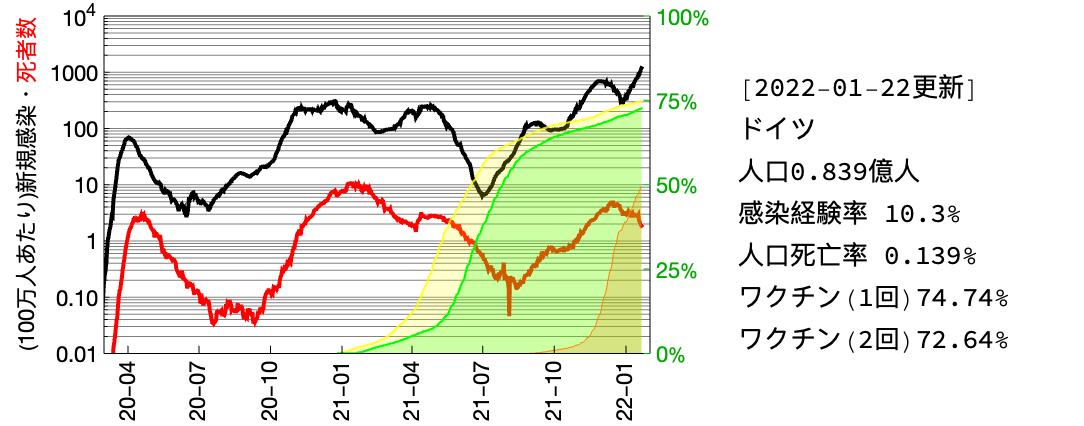 (100万人あたり)新規感染・死者数
10^4
1000
100
10
1
0.10
0.01
100%
75%
50%
25%
0%
20-04
20-07
20-10
21-01
21-04
21-07
21-10
22-01
[2022-01-22更新]
ドイツ
人口0.839億人
感染経験率 10.3%
人口死亡率 0.139%
ワクチン(1回)74.74%
ワクチン(2回)72.64%